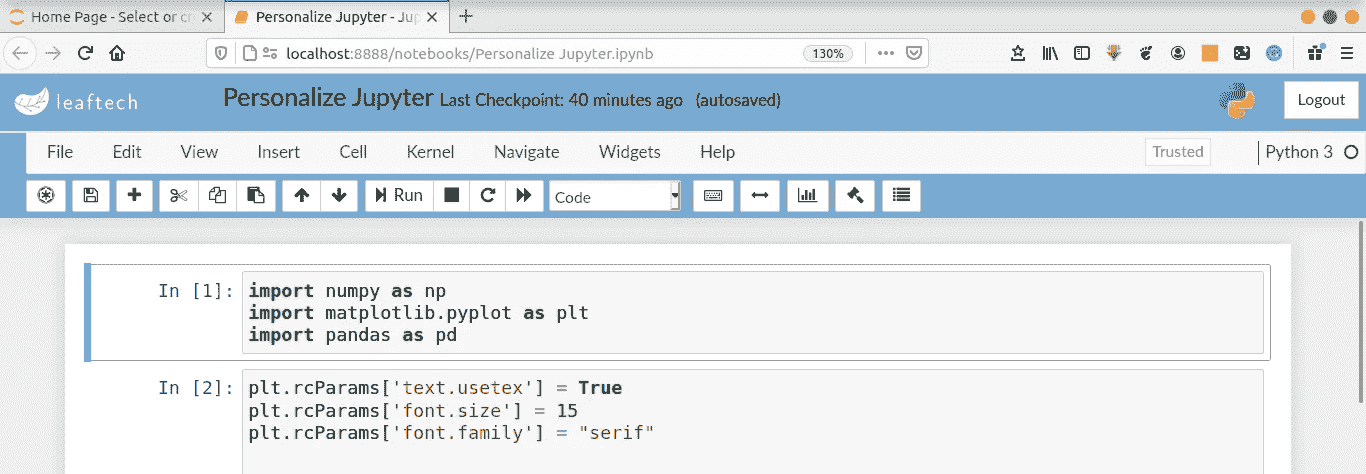 Home Page - Select or cr
Personalize Jupyter - Jup
localhost:8888/notebooks/Personalize Jupyter.ipynb
130%
leaftech
Personalize Jupyter Last Checkpoint: 40 minutes ago (autosaved)
Logout
File Edit View Insert Cell Kernel Navigate Widgets Help
Trusted
Python 3
Run
Code
In [1]: import numpy as np
import matplotlib.pyplot as plt
import pandas as pd
In [2]: plt.rcParams['text.usetex'] = True
plt.rcParams['font.size'] = 15
plt.rcParams['font.family'] = "serif"